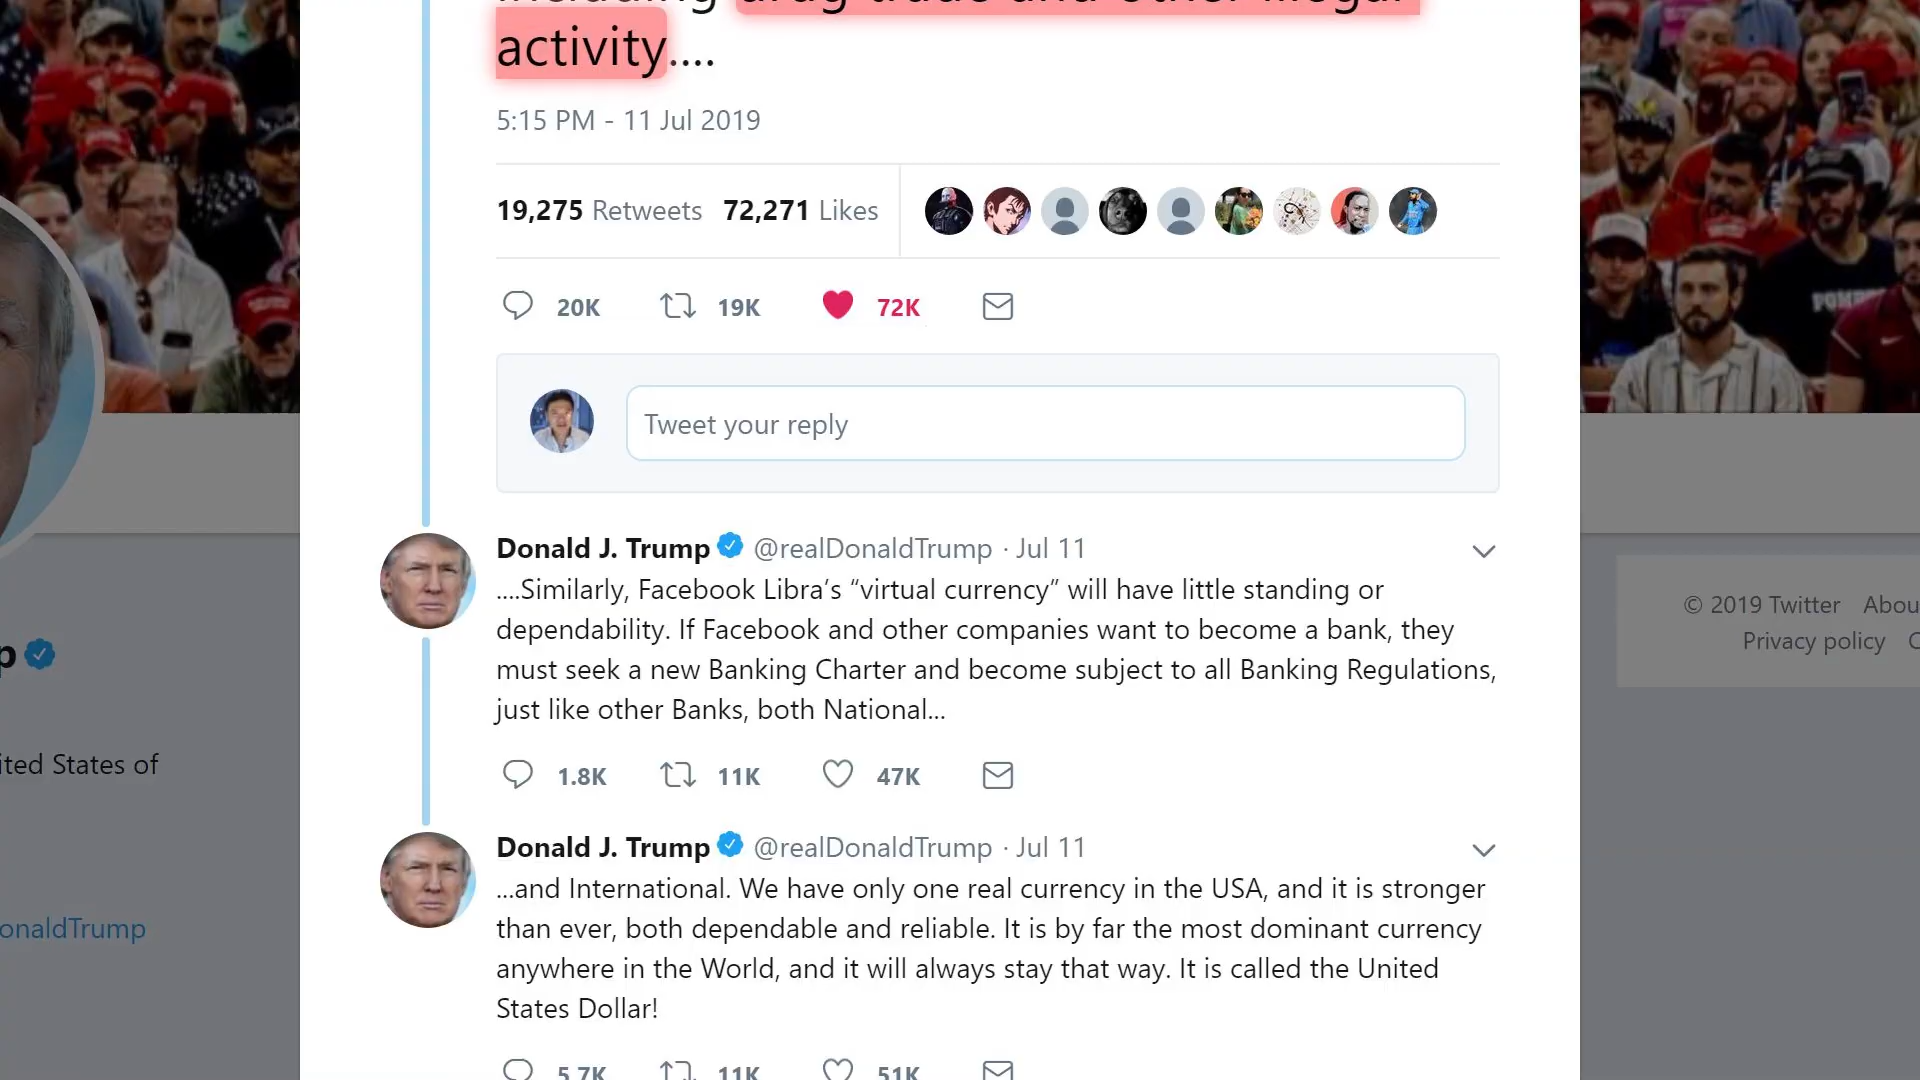 including drug trade and other illegal
activity....
5:15 PM - 11 Jul 2019
19,275 Retweets 72,271 Likes
20K 19K 72K
Tweet your reply
Donald J. Trump @realDonaldTrump · Jul 11
....Similarly, Facebook Libra’s “virtual currency” will have little standing or
dependability. If Facebook and other companies want to become a bank, they
must seek a new Banking Charter and become subject to all Banking Regulations,
just like other Banks, both National...
1.8K 11K 47K
Donald J. Trump @realDonaldTrump · Jul 11
...and International. We have only one real currency in the USA, and it is stronger
than ever, both dependable and reliable. It is by far the most dominant currency
anywhere in the World, and it will always stay that way. It is called the United
States Dollar!
5.7K 11K 51K
p
ited States of
onaldTrump
© 2019 Twitter Abou
Privacy policy C